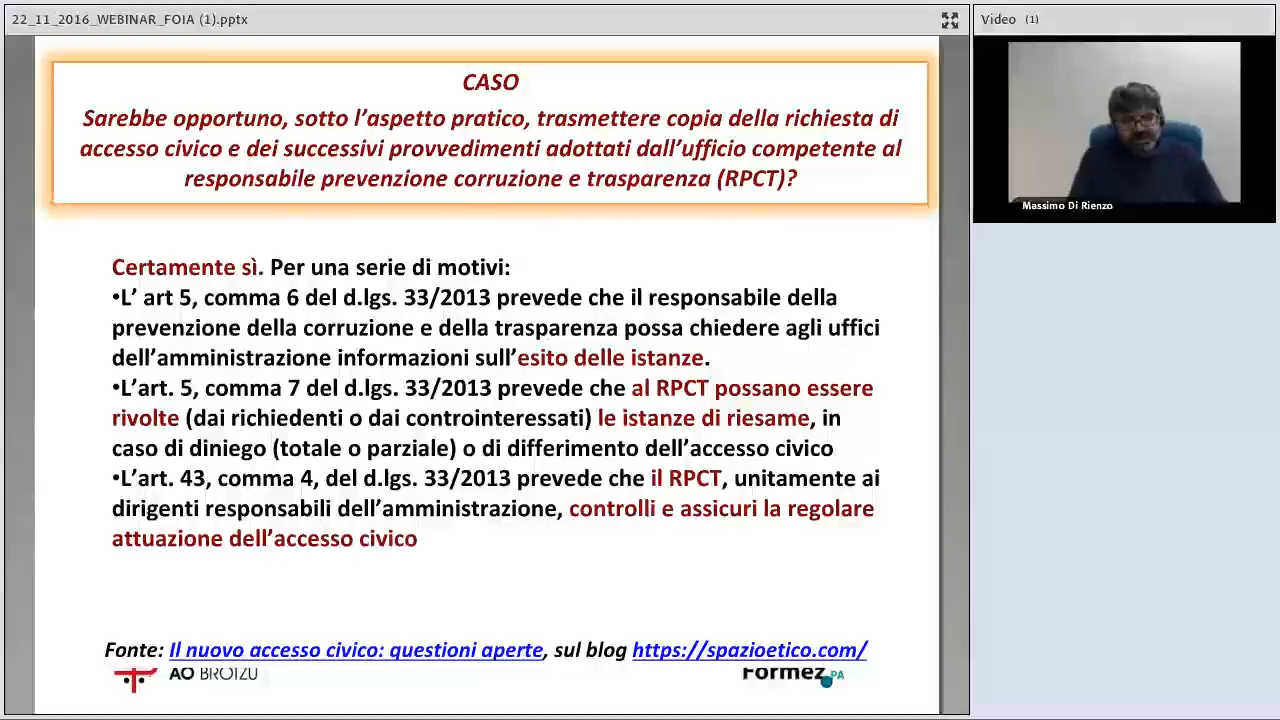 22_11_2016_WEBINAR_FOIA (1).pptx
Video (1)
Massimo Di Rienzo
CASO
Sarebbe opportuno, sotto l’aspetto pratico, trasmettere copia della richiesta di
accesso civico e dei successivi provvedimenti adottati dall’ufficio competente al
responsabile prevenzione corruzione e trasparenza (RPCT)?
Certamente sì. Per una serie di motivi:
•L’ art 5, comma 6 del d.lgs. 33/2013 prevede che il responsabile della
prevenzione della corruzione e della trasparenza possa chiedere agli uffici
dell’amministrazione informazioni sull’esito delle istanze.
•L’art. 5, comma 7 del d.lgs. 33/2013 prevede che al RPCT possano essere
rivolte (dai richiedenti o dai controinteressati) le istanze di riesame, in
caso di diniego (totale o parziale) o di differimento dell’accesso civico
•L’art. 43, comma 4, del d.lgs. 33/2013 prevede che il RPCT, unitamente ai
dirigenti responsabili dell’amministrazione, controlli e assicuri la regolare
attuazione dell’accesso civico
Fonte: Il nuovo accesso civico: questioni aperte, sul blog https://spazioetico.com/
AO BROTZU
Formez PA